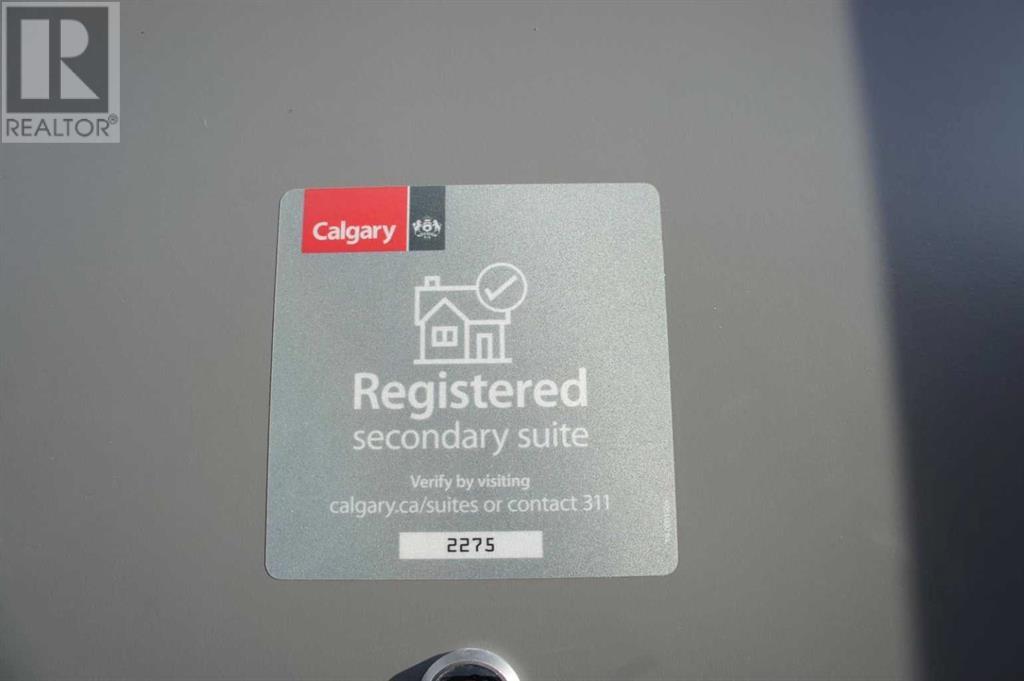 REALTOR®
Calgary
Registered
secondary suite
Verify by visiting
calgary.ca/suites or contact 311
2275